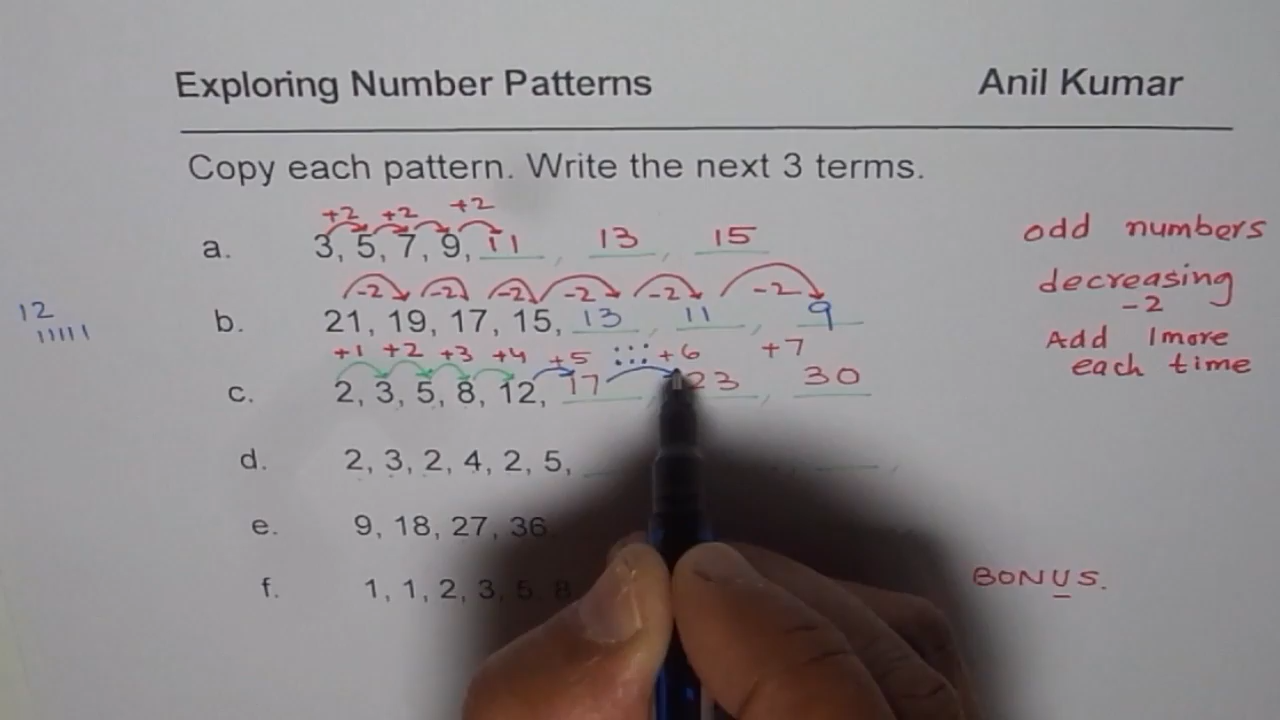 Exploring Number Patterns Anil Kumar
Copy each pattern. Write the next 3 terms.
+2 +2 +2
a. 3, 5, 7, 9, 11, 13, 15 odd numbers
decreasing
-2 -2 -2 -2 -2 -2 -2
12 b. 21, 19, 17, 15, 13, 11, 9
11111
+1 +2 +3 +4 +5 +6 +7 Add 1more
c. 2, 3, 5, 8, 12, 17, 23, 30 each time
d. 2, 3, 2, 4, 2, 5,
e. 9, 18, 27, 36
f. 1, 1, 2, 3, 5, 8 BONUS.